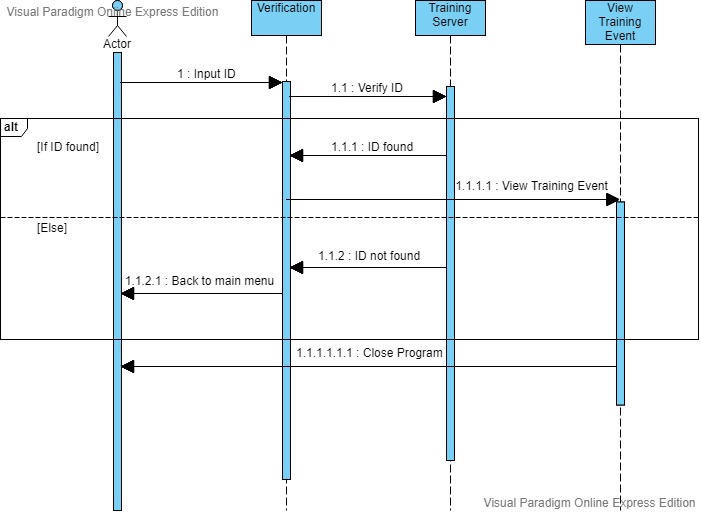 Visual Paradigm Online Express Edition
Actor
Verification
Training
Server
View
Training
Event
1 : Input ID
1.1 : Verify ID
alt
[If ID found]
1.1.1 : ID found
1.1.1.1 : View Training Event
[Else]
1.1.2 : ID not found
1.1.2.1 : Back to main menu
1.1.1.1.1.1 : Close Program
Visual Paradigm Online Express Edition